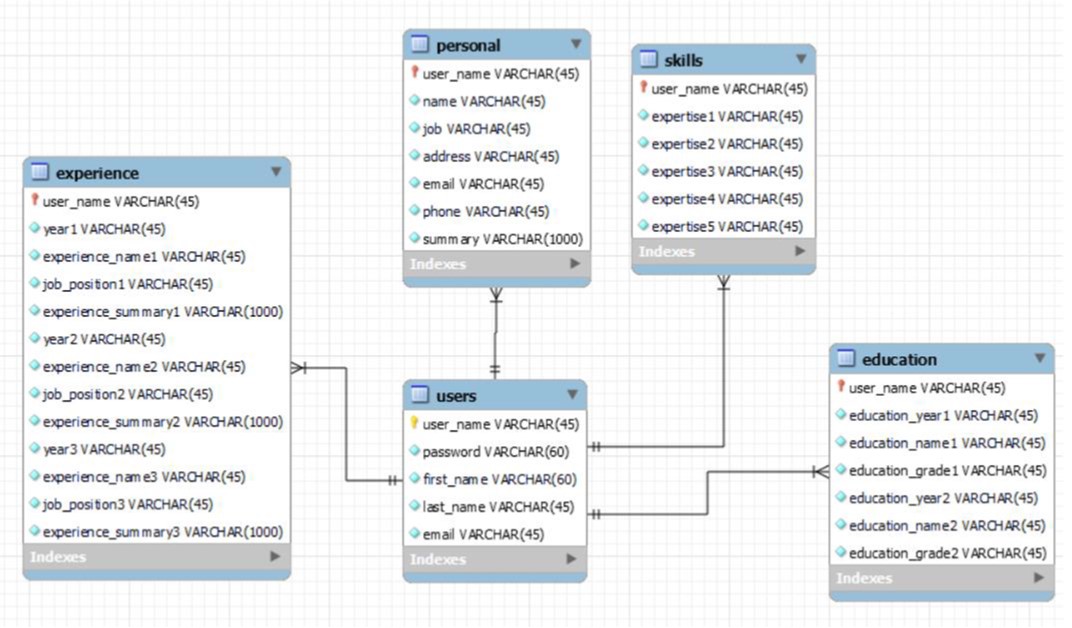 personal
user_name VARCHAR(45)
name VARCHAR(45)
job VARCHAR(45)
address VARCHAR(45)
email VARCHAR(45)
phone VARCHAR(45)
summary VARCHAR(1000)
Indexes
skills
user_name VARCHAR(45)
expertise1 VARCHAR(45)
expertise2 VARCHAR(45)
expertise3 VARCHAR(45)
expertise4 VARCHAR(45)
expertise5 VARCHAR(45)
Indexes
experience
user_name VARCHAR(45)
year1 VARCHAR(45)
experience_name1 VARCHAR(45)
job_position1 VARCHAR(45)
experience_summary1 VARCHAR(1000)
year2 VARCHAR(45)
experience_name2 VARCHAR(45)
job_position2 VARCHAR(45)
experience_summary2 VARCHAR(1000)
year3 VARCHAR(45)
experience_name3 VARCHAR(45)
job_position3 VARCHAR(45)
experience_summary3 VARCHAR(1000)
Indexes
users
user_name VARCHAR(45)
password VARCHAR(60)
first_name VARCHAR(60)
last_name VARCHAR(45)
email VARCHAR(45)
Indexes
education
user_name VARCHAR(45)
education_year1 VARCHAR(45)
education_name1 VARCHAR(45)
education_grade1 VARCHAR(45)
education_year2 VARCHAR(45)
education_name2 VARCHAR(45)
education_grade2 VARCHAR(45)
Indexes